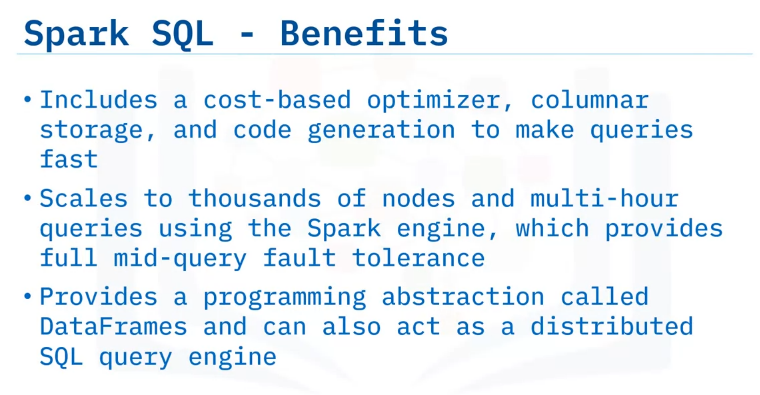 Spark SQL - Benefits
• Includes a cost-based optimizer, columnar
storage, and code generation to make queries
fast
• Scales to thousands of nodes and multi-hour
queries using the Spark engine, which provides
full mid-query fault tolerance
• Provides a programming abstraction called
DataFrames and can also act as a distributed
SQL query engine